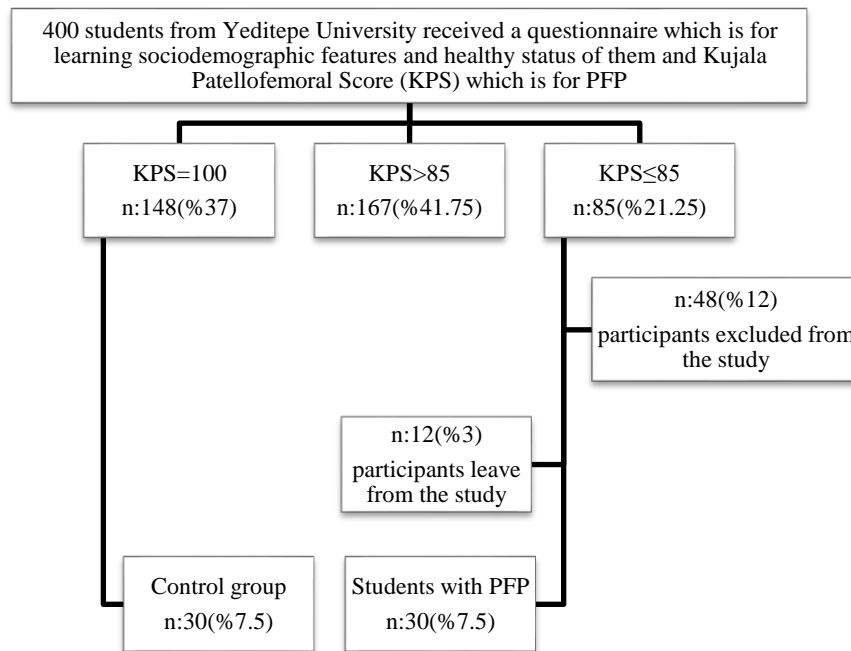 400 students from Yeditepe University received a questionnaire which is for
learning sociodemographic features and healthy status of them and Kujala
Patellofemoral Score (KPS) which is for PFP
KPS=100
n:148(%37)
KPS>85
n:167(%41.75)
KPS≤85
n:85(%21.25)
n:48(%12)
participants excluded from
the study
n:12(%3)
participants leave
from the study
Control group
n:30(%7.5)
Students with PFP
n:30(%7.5)